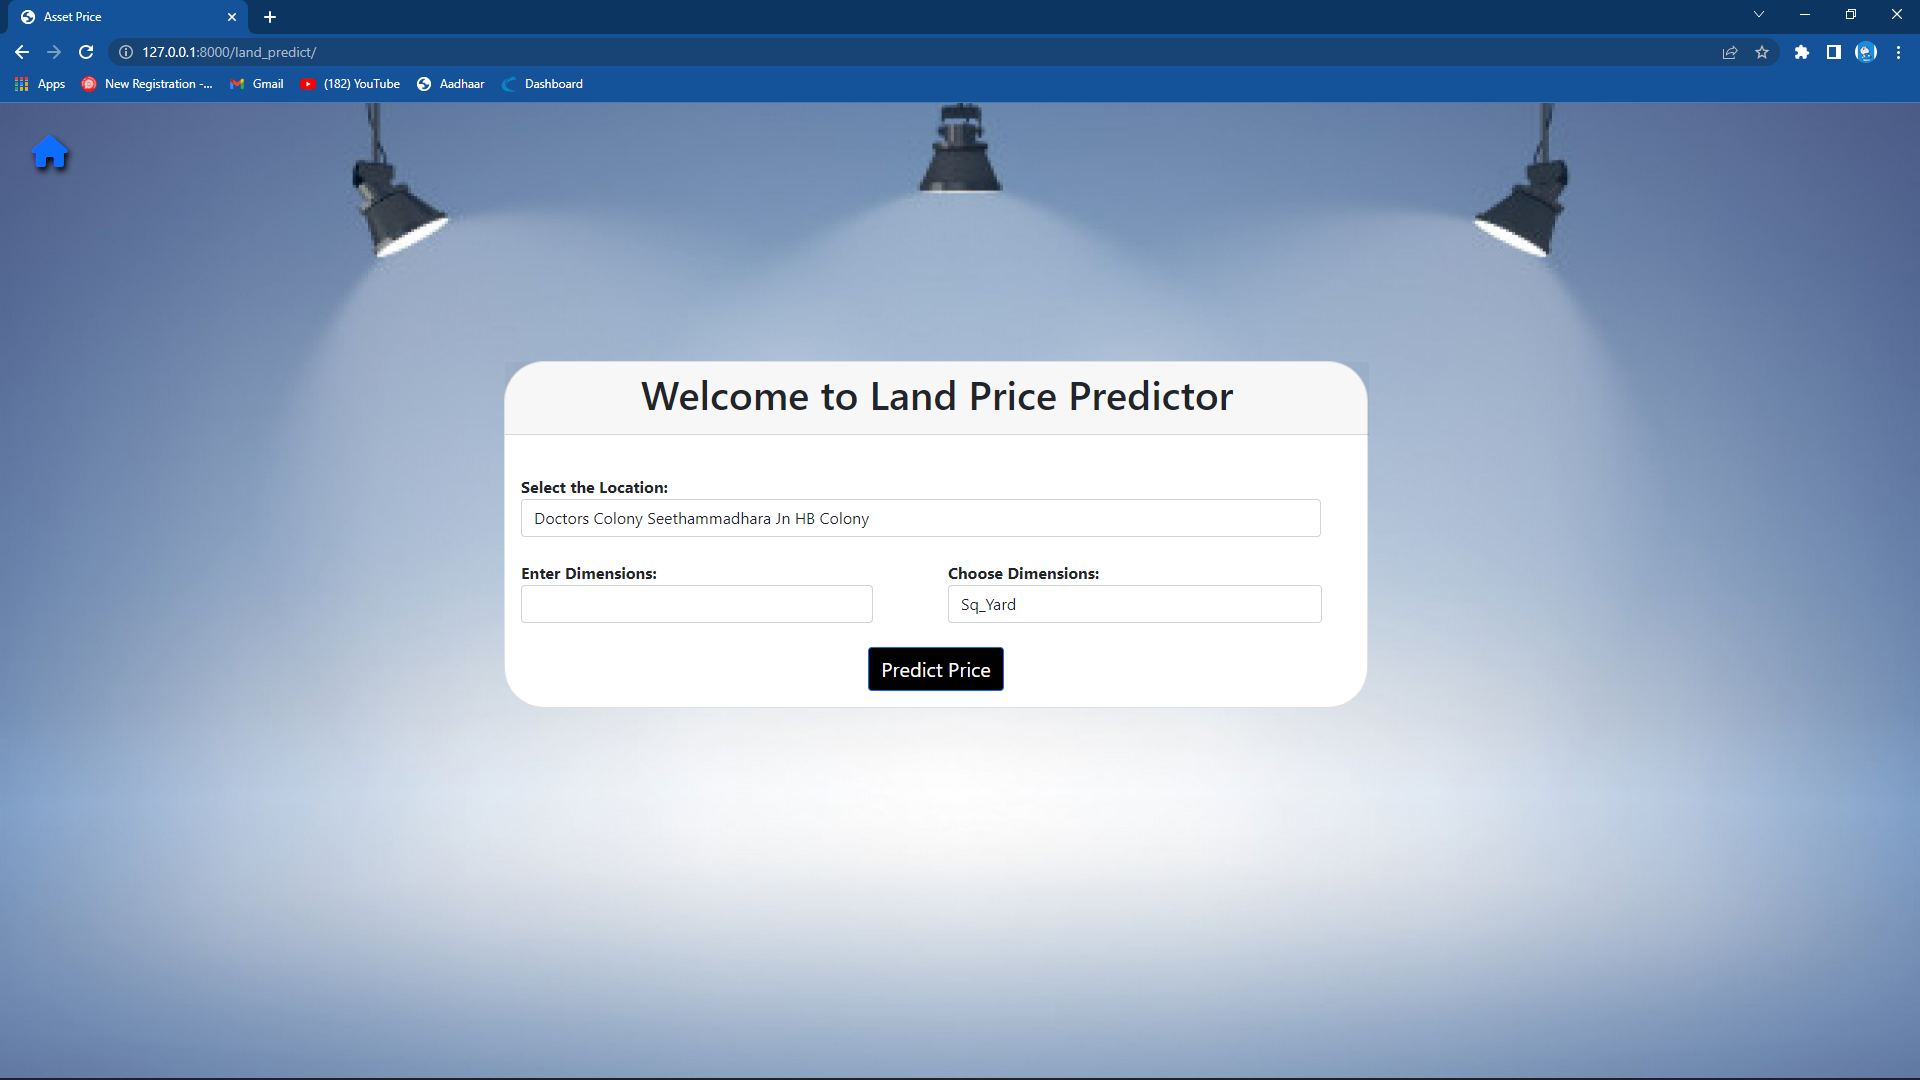 Asset Price
127.0.0.1:8000/land_predict/
Apps New Registration -... Gmail (182) YouTube Aadhaar Dashboard
Welcome to Land Price Predictor
Select the Location:
Doctors Colony Seethammadhara Jn HB Colony
Enter Dimensions: Choose Dimensions:
Sq_Yard
Predict Price